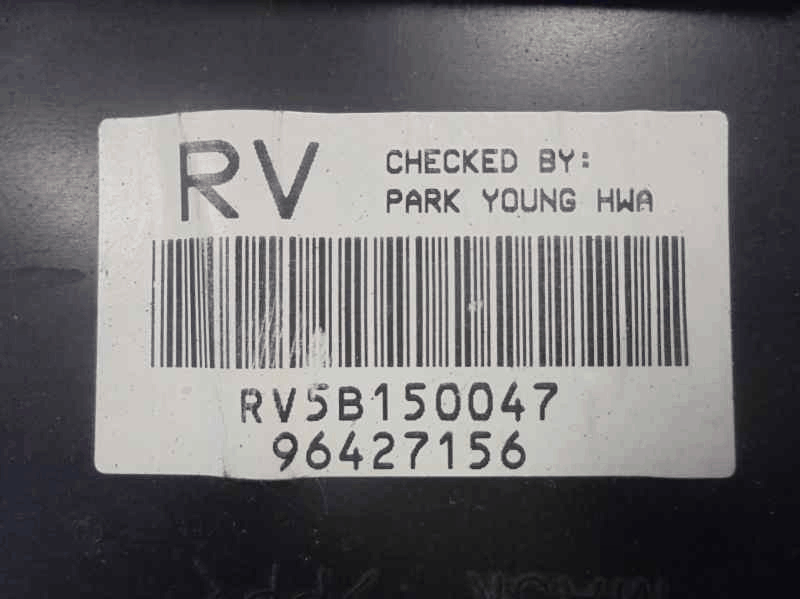 RV
CHECKED BY:
PARK YOUNG HWA
RV5B150047
96427156